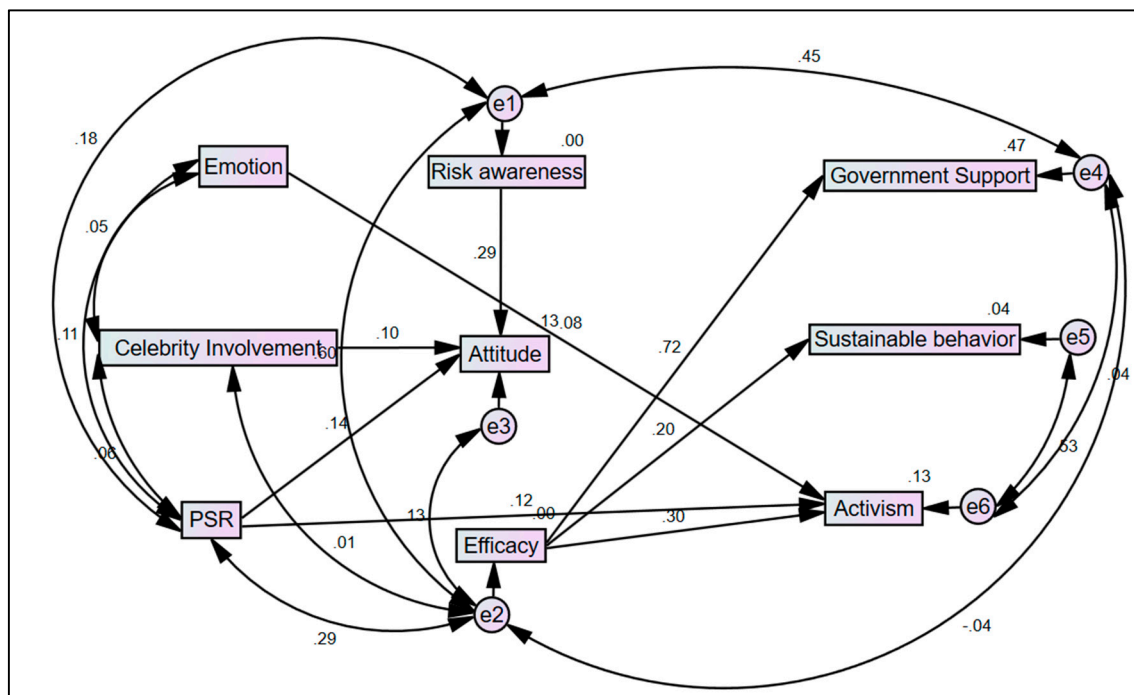 .45
e1
.18
.00
.47
Emotion
Risk awareness
Government Support
e4
.05
.29
.11
Celebrity Involvement
.60
.10
Attitude
.13
.08
.04
Sustainable behavior
e5
.72
.04
.14
e3
.20
.53
.06
.13
PSR
.13
.12
.00
Activism
e6
.30
Efficacy
.01
e2
.29
-.04